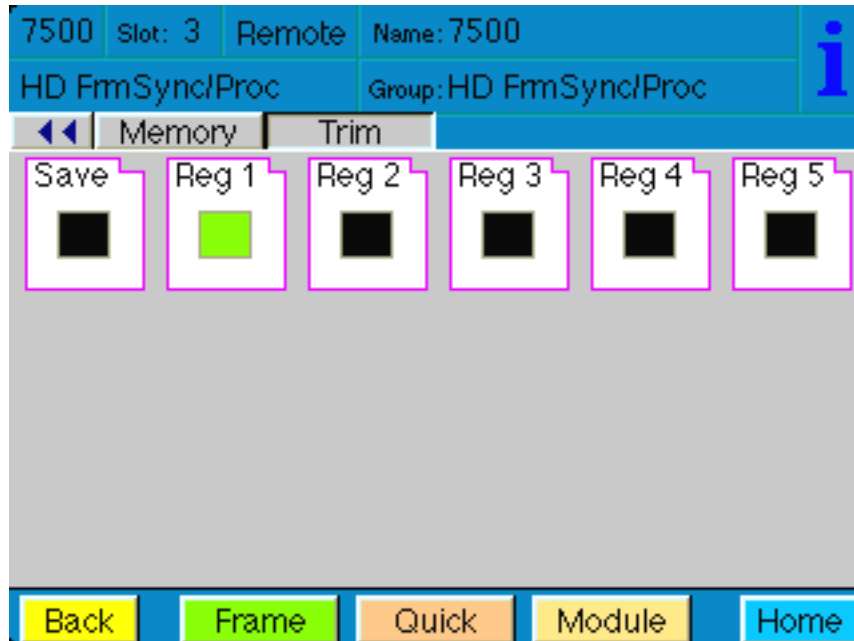 7500 Slot: 3 Remote Name: 7500 i
HD FrmSync/Proc Group: HD FrmSync/Proc
Memory Trim
Save Reg 1 Reg 2 Reg 3 Reg 4 Reg 5
Back Frame Quick Module Home